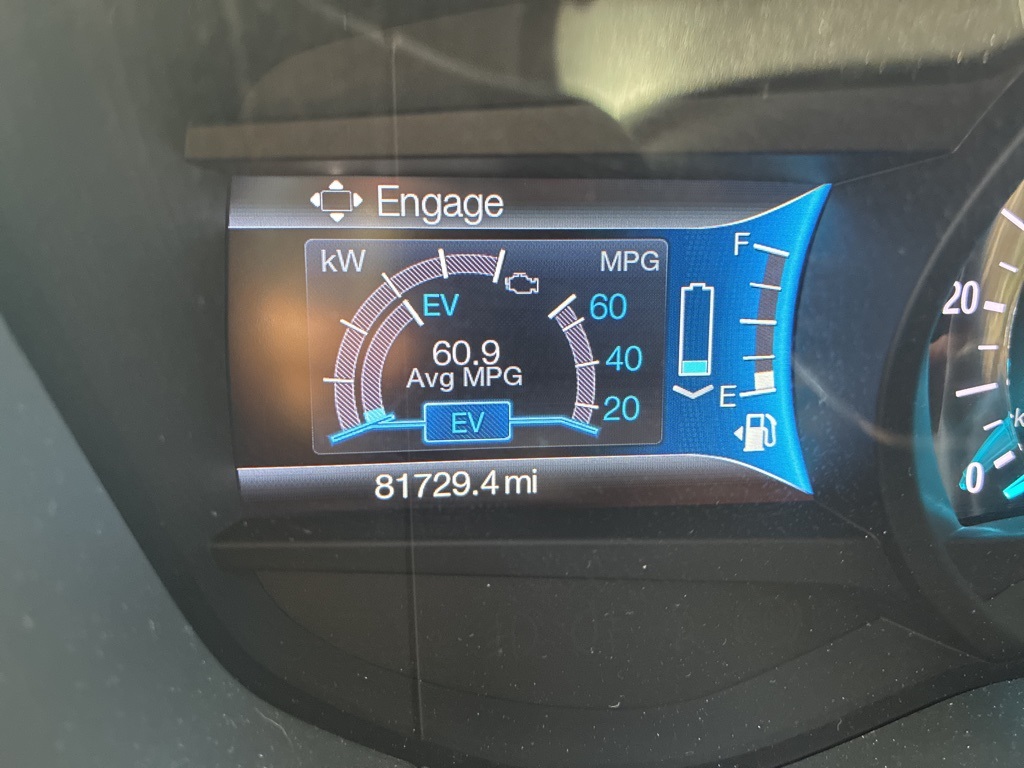 Engage
kW
MPG
F
EV
60
60.9
40
Avg MPG
20
E
EV
81729.4 mi
20
0